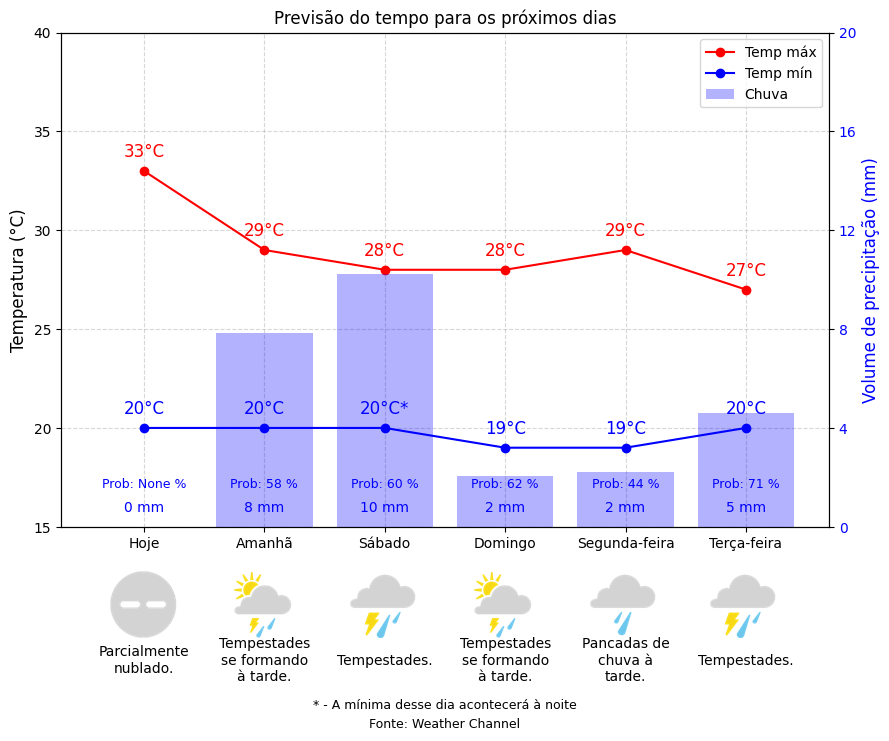 Previsão do tempo para os próximos dias
40
35
30
25
20
15
Temperatura (°C)
20
16
12
8
4
0
Volume de precipitação (mm)
Temp máx
Temp mín
Chuva
33°C
29°C
28°C
28°C
29°C
27°C
20°C
20°C
20°C*
19°C
19°C
20°C
Prob: None %
Prob: 58 %
Prob: 60 %
Prob: 62 %
Prob: 44 %
Prob: 71 %
0 mm
8 mm
10 mm
2 mm
2 mm
5 mm
Hoje
Amanhã
Sábado
Domingo
Segunda-feira
Terça-feira
Parcialmente
nublado.
Tempestades
se formando
à tarde.
Tempestades.
Tempestades
se formando
à tarde.
Pancadas de
chuva à
tarde.
Tempestades.
* - A mínima desse dia acontecerá à noite
Fonte: Weather Channel